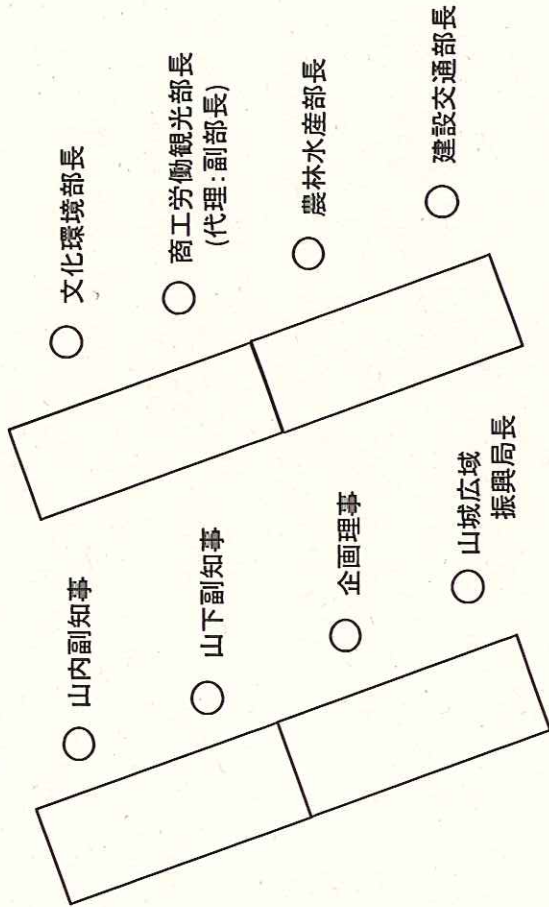 文化環境部長
商工労働観光部長
(代理:副部長)
農林水産部長
建設交通部長
山内副知事
山下副知事
企画理事
山城広域
振興局長